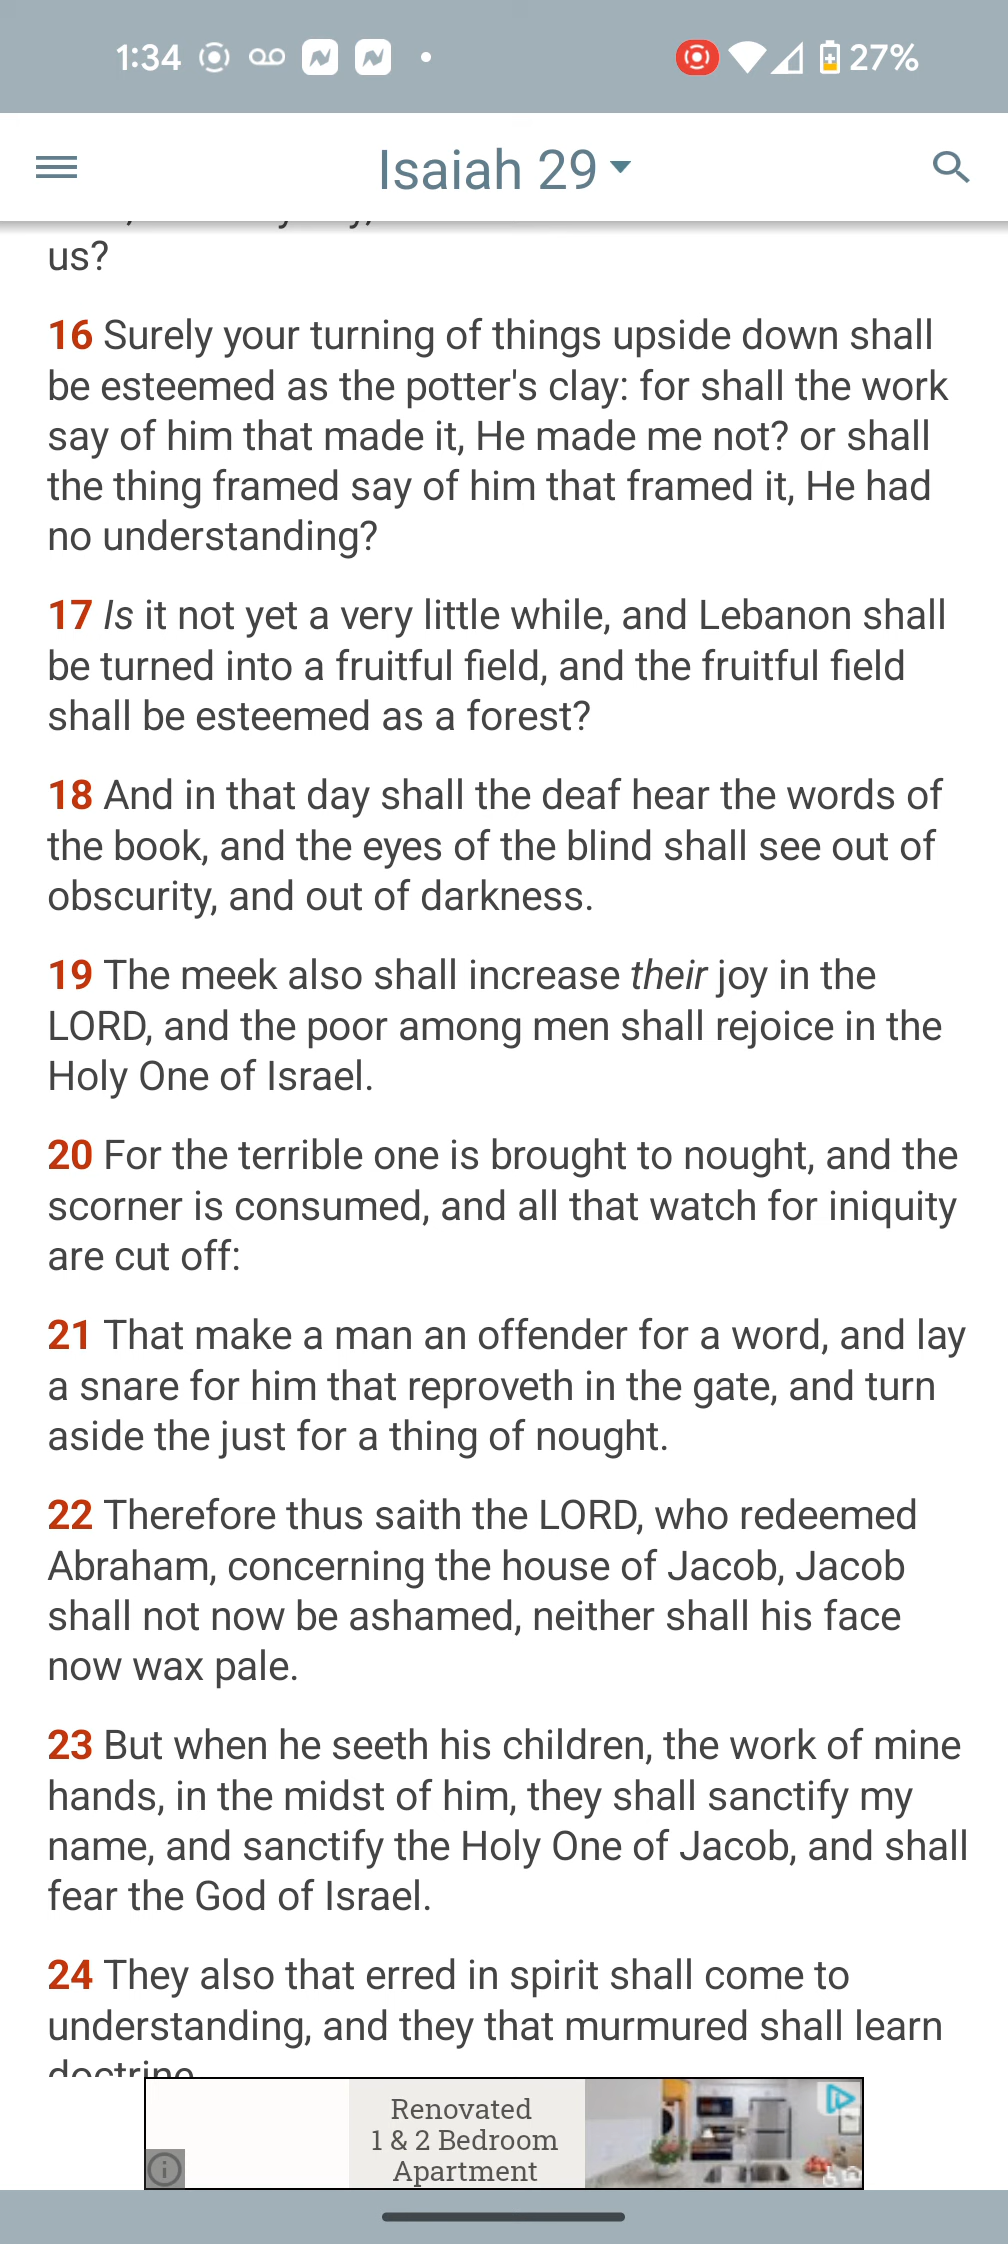 1:34
27%
Isaiah 29
us?
16 Surely your turning of things upside down shall
be esteemed as the potter's clay: for shall the work
say of him that made it, He made me not? or shall
the thing framed say of him that framed it, He had
no understanding?
17 Is it not yet a very little while, and Lebanon shall
be turned into a fruitful field, and the fruitful field
shall be esteemed as a forest?
18 And in that day shall the deaf hear the words of
the book, and the eyes of the blind shall see out of
obscurity, and out of darkness.
19 The meek also shall increase their joy in the
LORD, and the poor among men shall rejoice in the
Holy One of Israel.
20 For the terrible one is brought to nought, and the
scorner is consumed, and all that watch for iniquity
are cut off:
21 That make a man an offender for a word, and lay
a snare for him that reproveth in the gate, and turn
aside the just for a thing of nought.
22 Therefore thus saith the LORD, who redeemed
Abraham, concerning the house of Jacob, Jacob
shall not now be ashamed, neither shall his face
now wax pale.
23 But when he seeth his children, the work of mine
hands, in the midst of him, they shall sanctify my
name, and sanctify the Holy One of Jacob, and shall
fear the God of Israel.
24 They also that erred in spirit shall come to
understanding, and they that murmured shall learn
doctrine
Renovated
1 & 2 Bedroom
Apartment